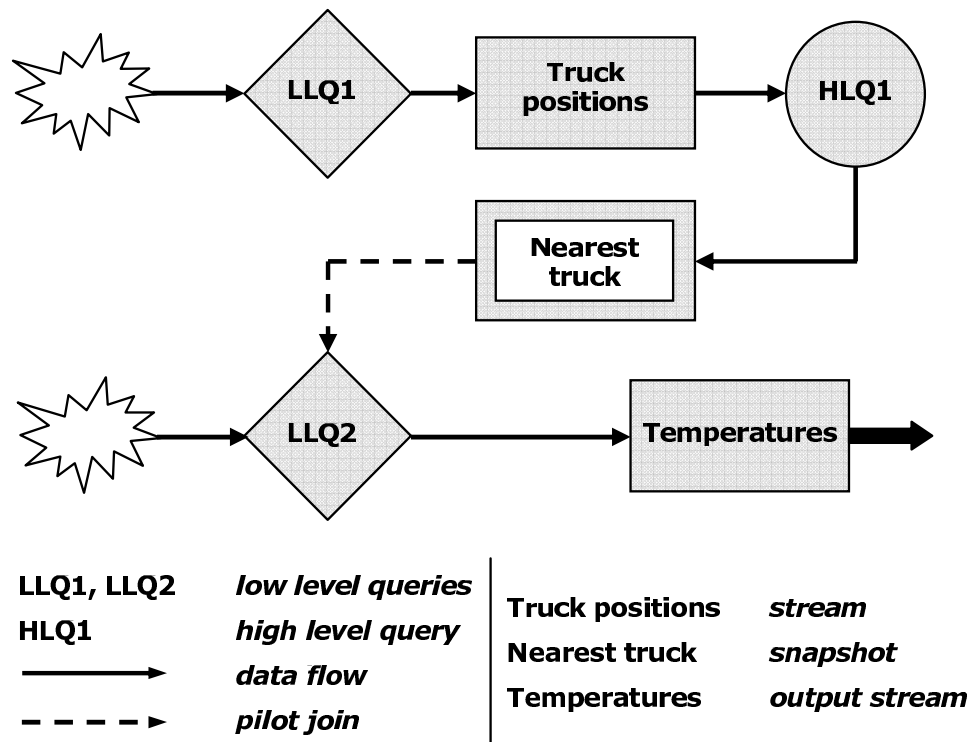 LLQ1
Truck
positions
HLQ1
Nearest
truck
LLQ2
Temperatures
LLQ1, LLQ2 low level queries
HLQ1 high level query
data flow
pilot join
Truck positions stream
Nearest truck snapshot
Temperatures output stream